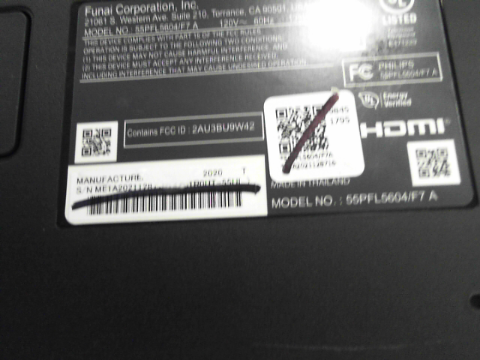 Funai Corporation, Inc.
21061 S. Western Ave. Suite 210, Torrance, CA 90501
MODEL NO.: 55PFL5604/F7 A 120V~ 60Hz
THIS DEVICE COMPLIES WITH PART 15 OF THE FCC RULES
OPERATION IS SUBJECT TO THE FOLLOWING TWO CONDITIONS:
DEVICE MAY NOT CAUSE HARMFUL INTERFERENCE, AND
DEVICE MUST ACCEPT ANY INTERFERENCE RECEIVED
INCLUDING INTERFERENCE THAT MAY CAUSE UNDESIRED OPERATION
UL
LISTED
FC PHILIPS
55PFL5604/F7 A
Energy
Verified
Contains FCC ID : 2AU3BU9W42
1795
HDMI
MANUFACTURE. 2020 T
S/N
MADE IN THAILAND
MODEL NO. : 55PFL5604/F7 A